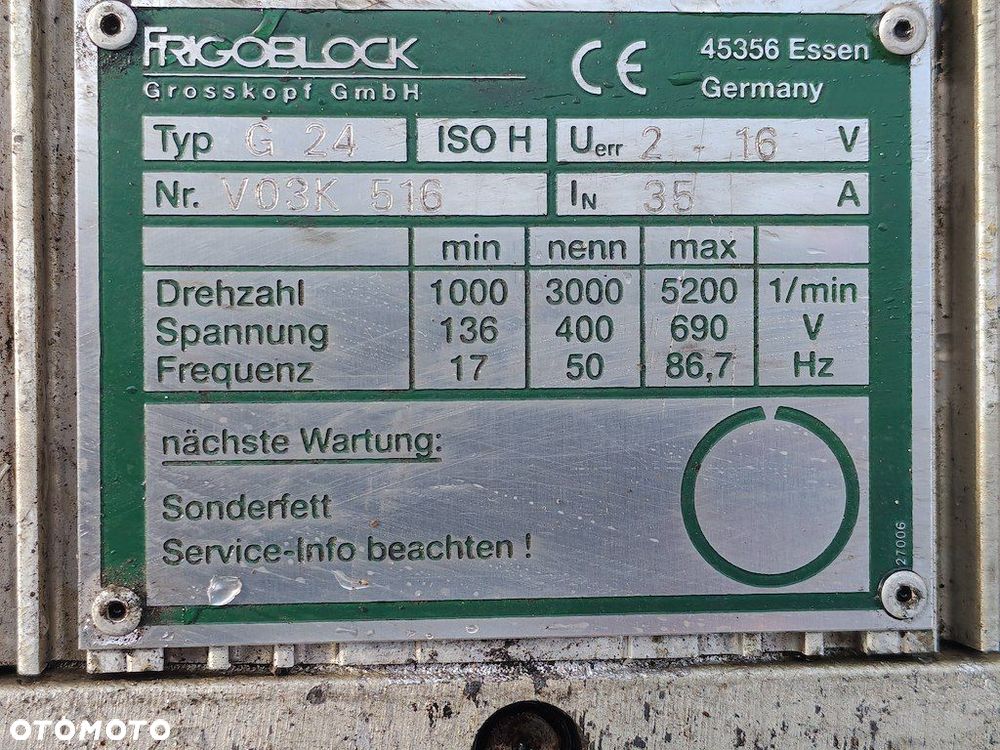 FRIGOBLOCK
Grosskopf GmbH
CE
45356 Essen
Germany
Typ G 24 ISO H Uerr 2 - 16 V
Nr. V03K 516 IN 35 A
min nenn max
Drehzahl 1000 3000 5200 1/min
Spannung 136 400 690 V
Frequenz 17 50 86,7 Hz
nächste Wartung:
Sonderfett
Service-Info beachten !
27006
OTOMOTO